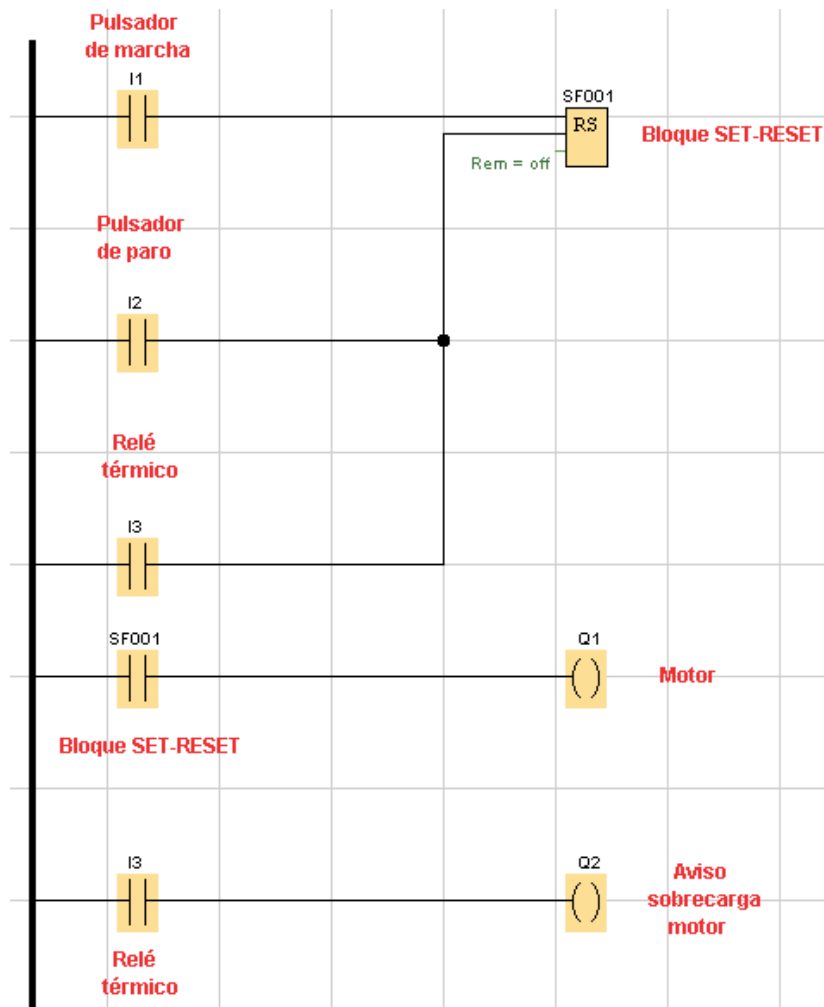 Pulsador
de marcha
I1
SF001
RS
Bloque SET-RESET
Rem = off
Pulsador
de paro
I2
Relé
térmico
I3
SF001
Q1
Motor
Bloque SET-RESET
I3
Q2
Aviso
sobrecarga
motor
Relé
térmico